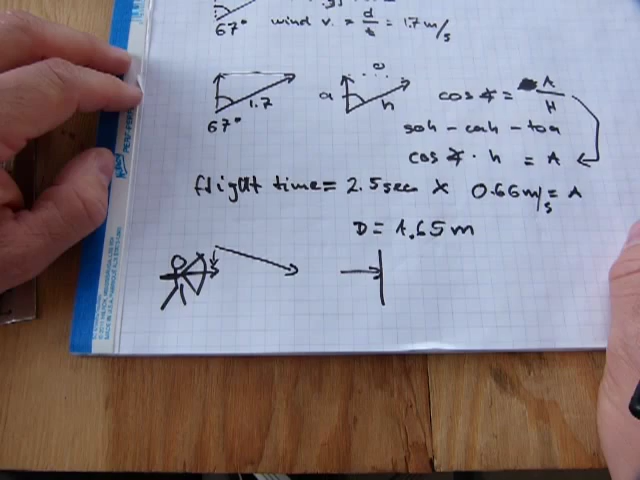 67° wind v. = d/t = 1.7 m/s
1.7
67°
a
o
h
cos ∡ = A/H
soh - cah - toa
cos ∡ · h = A
flight time = 2.5 sec × 0.66 m/s = A
D = 1.65 m